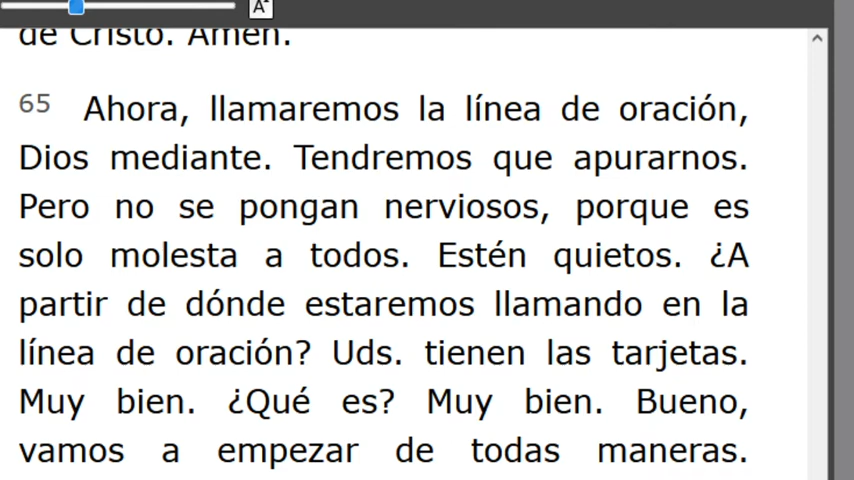 A
de Cristo. Amén.
65 Ahora, llamaremos la línea de oración,
Dios mediante. Tendremos que apurarnos.
Pero no se pongan nerviosos, porque es
solo molesta a todos. Estén quietos. ¿A
partir de dónde estaremos llamando en la
línea de oración? Uds. tienen las tarjetas.
Muy bien. ¿Qué es? Muy bien. Bueno,
vamos a empezar de todas maneras.